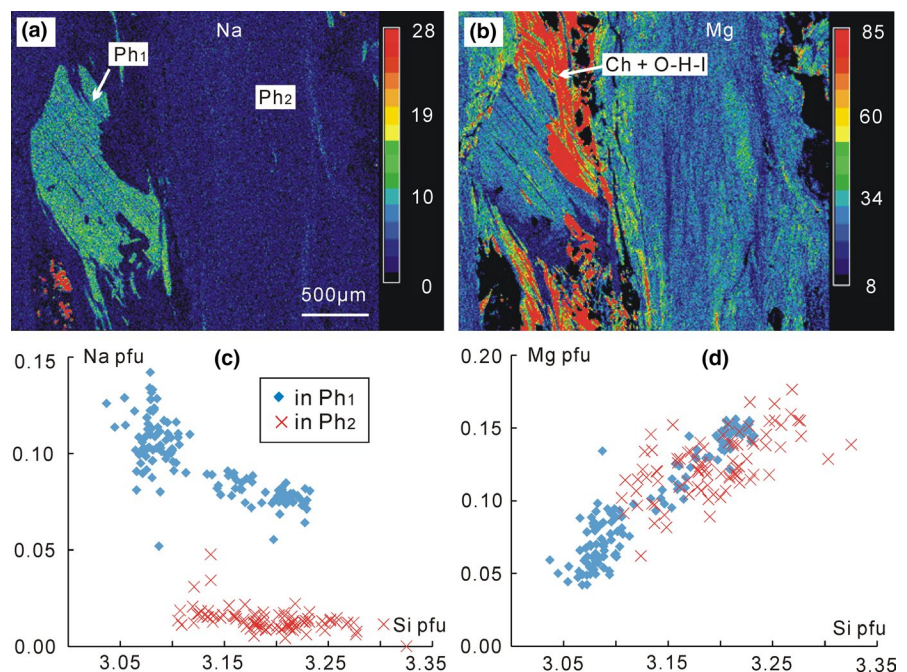 (a)
Na
Ph1
Ph2
500µm
28
19
10
0
(b)
Mg
Ch + O-H-I
85
60
34
8
(c)
Na pfu
0.15
0.10
0.05
0.00
in Ph1
in Ph2
Si pfu
3.05 3.15 3.25
(d)
Mg pfu
0.20
0.15
0.10
0.05
0.00
Si pfu
3.05 3.15 3.25 3.35